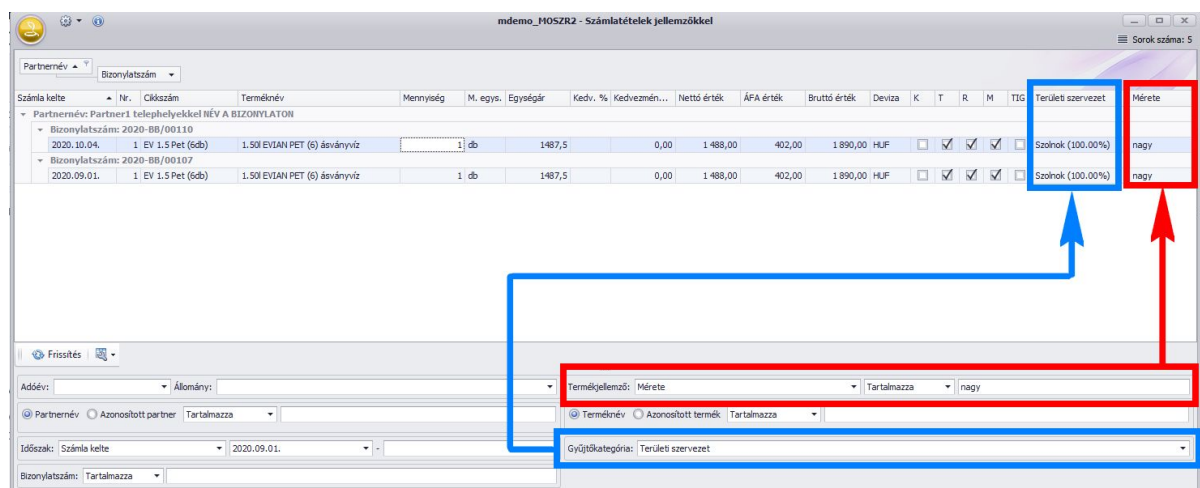 mdemo_MOSZR2 - Számlatételek jellemzőkkel
Sorok száma: 5
Partnernév
Bizonylatszám
Számla kelte Nr. Cikkszám Terméknév Mennyiség M. egys. Egységár Kedv. % Kedvezmén... Nettó érték ÁFA érték Bruttó érték Deviza K T R M TIG Területi szervezet Mérete
Partnernév: Partner1 telephelyekkel NÉV A BIZONYLATON
Bizonylatszám: 2020-BB/00110
2020.10.04. 1 EV 1.5 Pet (6db) 1.50l EVIAN PET (6) ásványvíz 1 db 1487,5 0,00 1 488,00 402,00 1 890,00 HUF Szolnok (100.00%) nagy
Bizonylatszám: 2020-BB/00107
2020.09.01. 1 EV 1.5 Pet (6db) 1.50l EVIAN PET (6) ásványvíz 1 db 1487,5 0,00 1 488,00 402,00 1 890,00 HUF Szolnok (100.00%) nagy
Frissítés
Adóév: Állomány: Termékjellemző: Mérete Tartalmazza nagy
Partnernév Azonosított partner Tartalmazza Terméknév Azonosított termék Tartalmazza
Időszak: Számla kelte 2020.09.01. - Gyűjtőkategória: Területi szervezet
Bizonylatszám: Tartalmazza